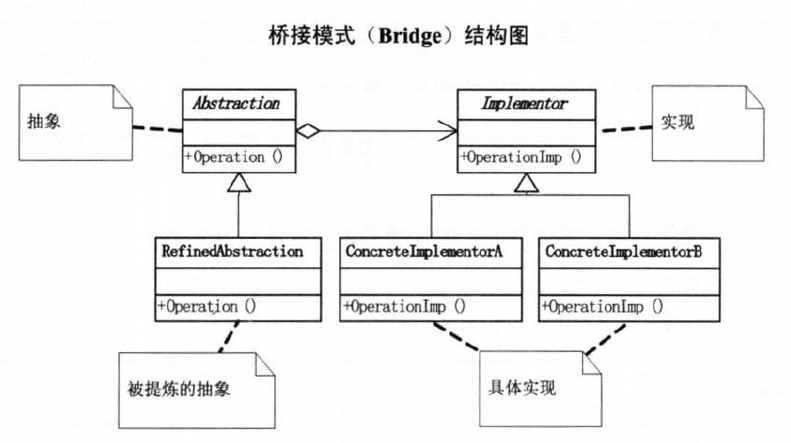 桥接模式（Bridge）结构图
抽象
Abstraction
+Operation ()
Implementor
+OperationImp ()
实现
RefinedAbstraction
+Operation ()
ConcreteImplementorA
+OperationImp ()
ConcreteImplementorB
+OperationImp ()
被提炼的抽象
具体实现